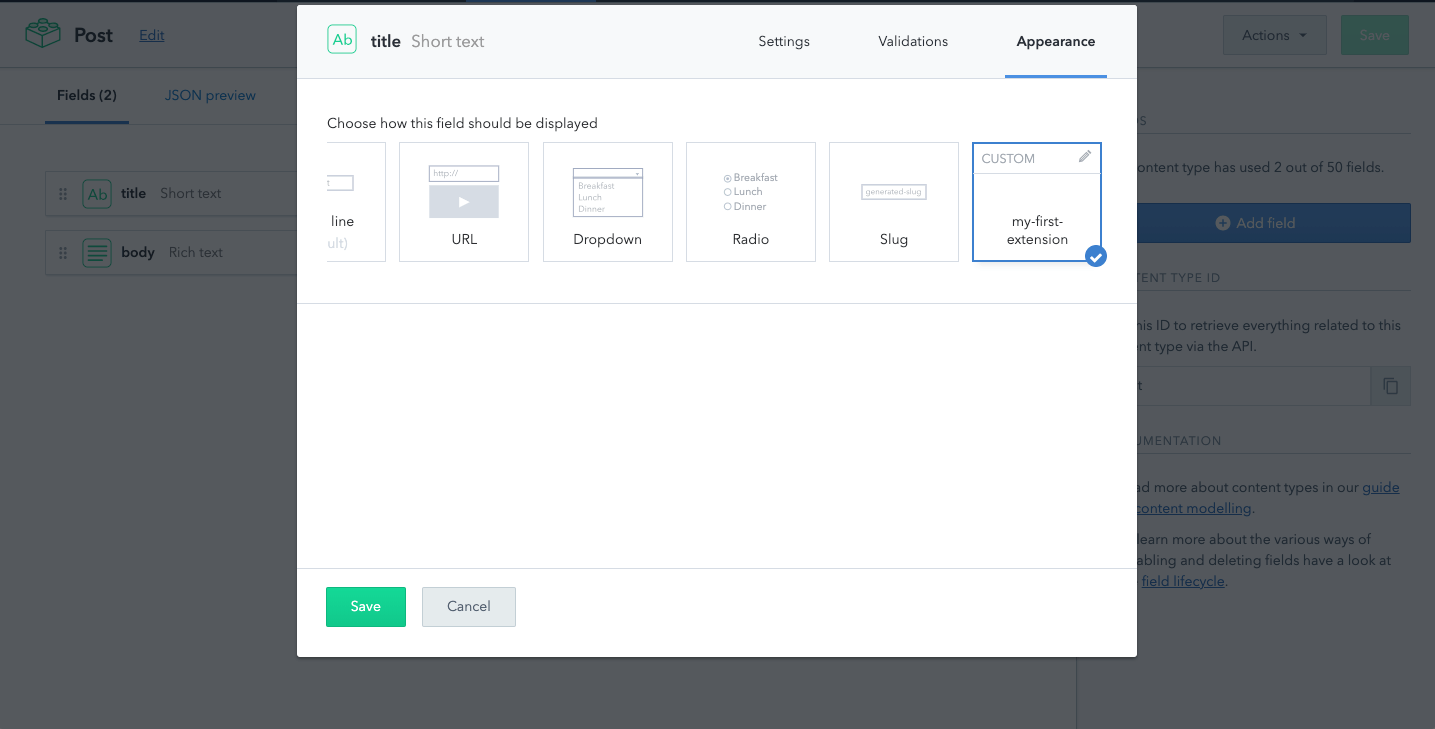 Post Edit
Actions Save
Fields (2) JSON preview
Ab title Short text
body Rich text
Ab title Short text Settings Validations Appearance
Choose how this field should be displayed
line
ult)
http://
URL
Breakfast
Lunch
Dinner
Dropdown
Breakfast
Lunch
Dinner
Radio
generated-slug
Slug
CUSTOM
my-first-
extension
Save Cancel
ontent type has used 2 out of 50 fields.
Add field
TENT TYPE ID
his ID to retrieve everything related to this
ent type via the API.
t
UMENTATION
ad more about content types in our guide
content modelling.
learn more about the various ways of
abling and deleting fields have a look at
field lifecycle.